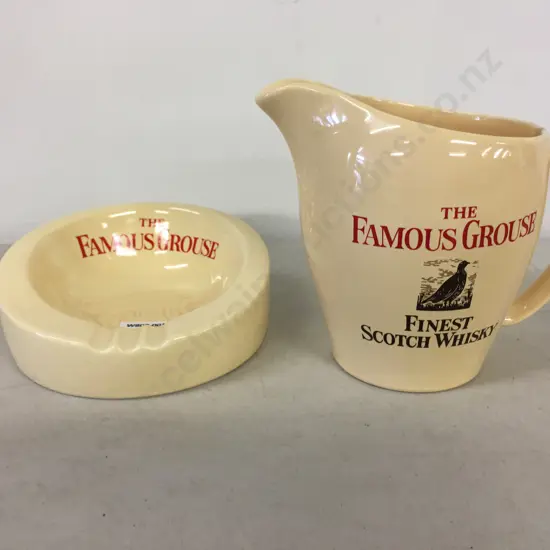 THE
FAMOUS GROUSE
THE
FAMOUS GROUSE
FINEST
SCOTCH WHISKY